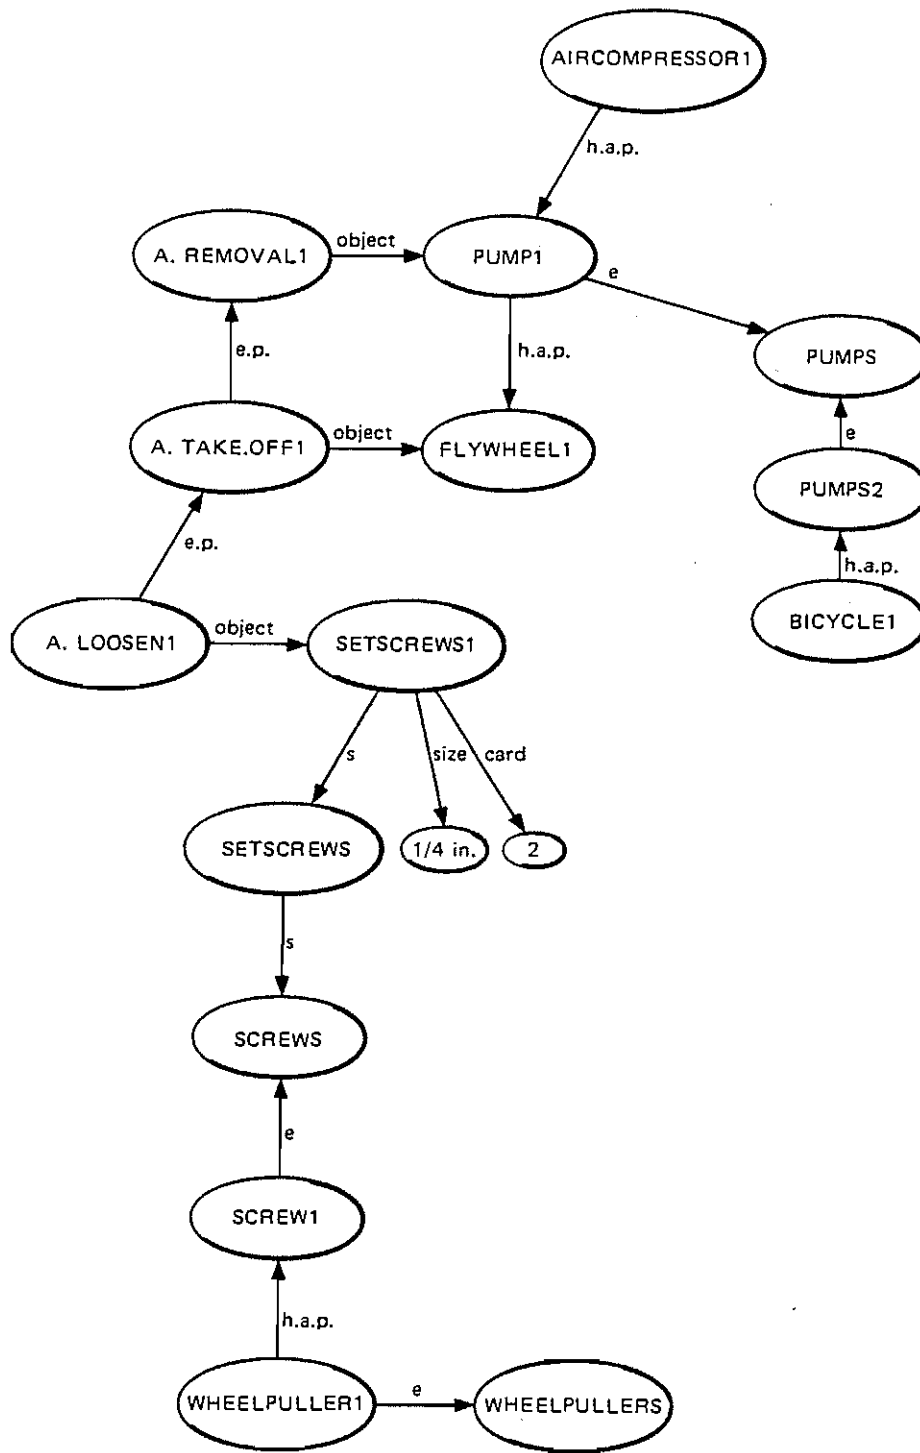 AIRCOMPRESSOR1
h.a.p.
A. REMOVAL1
object
PUMP1
e
PUMPS
e.p.
h.a.p.
A. TAKE.OFF1
object
FLYWHEEL1
e
PUMPS2
e.p.
h.a.p.
A. LOOSEN1
object
SETSCREWS1
BICYCLE1
s
size
card
SETSCREWS
1/4 in.
2
s
SCREWS
e
SCREW1
h.a.p.
WHEELPULLER1
e
WHEELPULLERS